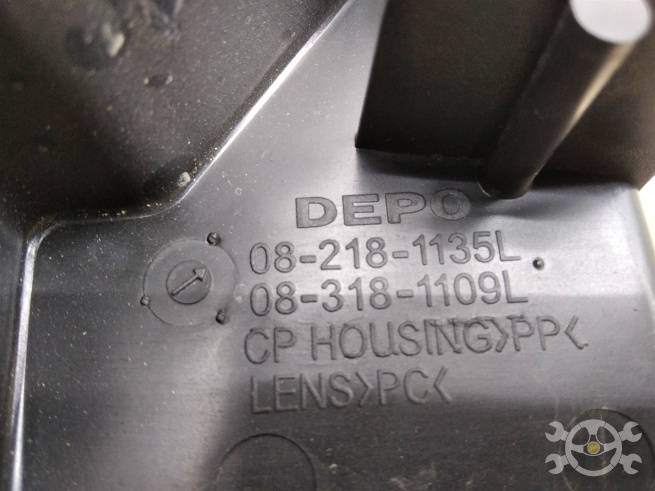 DEPO
08-218-1135L
08-318-1109L
CP HOUSING>PP<
LENS>PC<